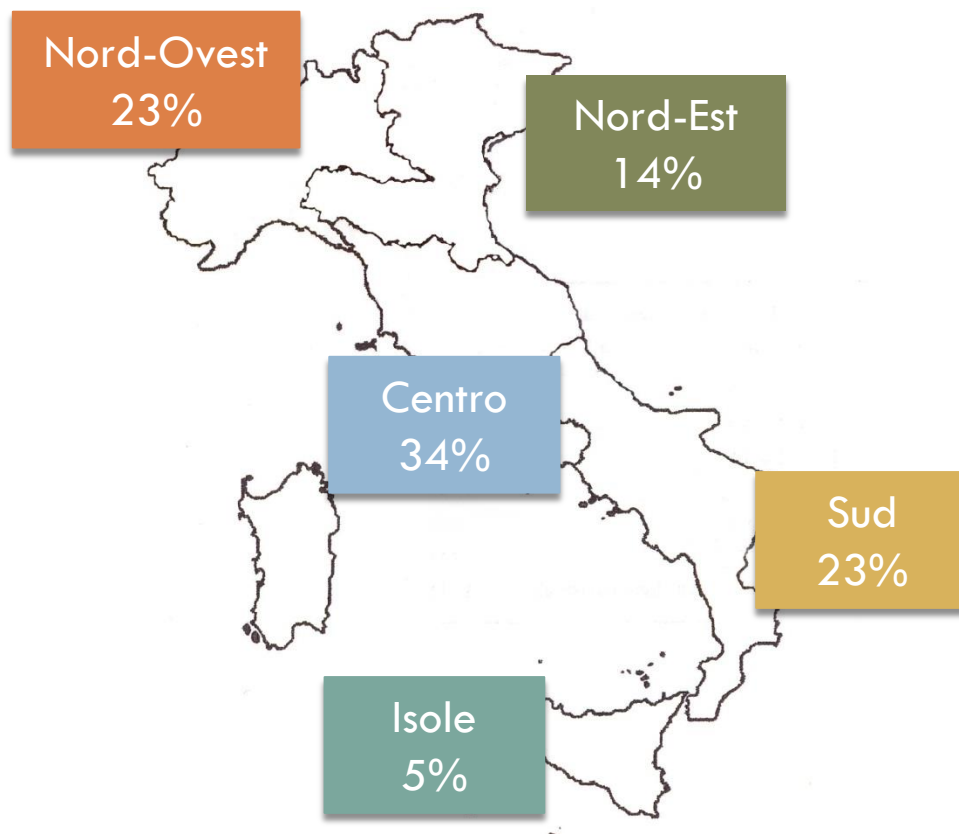 Nord-Ovest
23%
Nord-Est
14%
Centro
34%
Sud
23%
Isole
5%